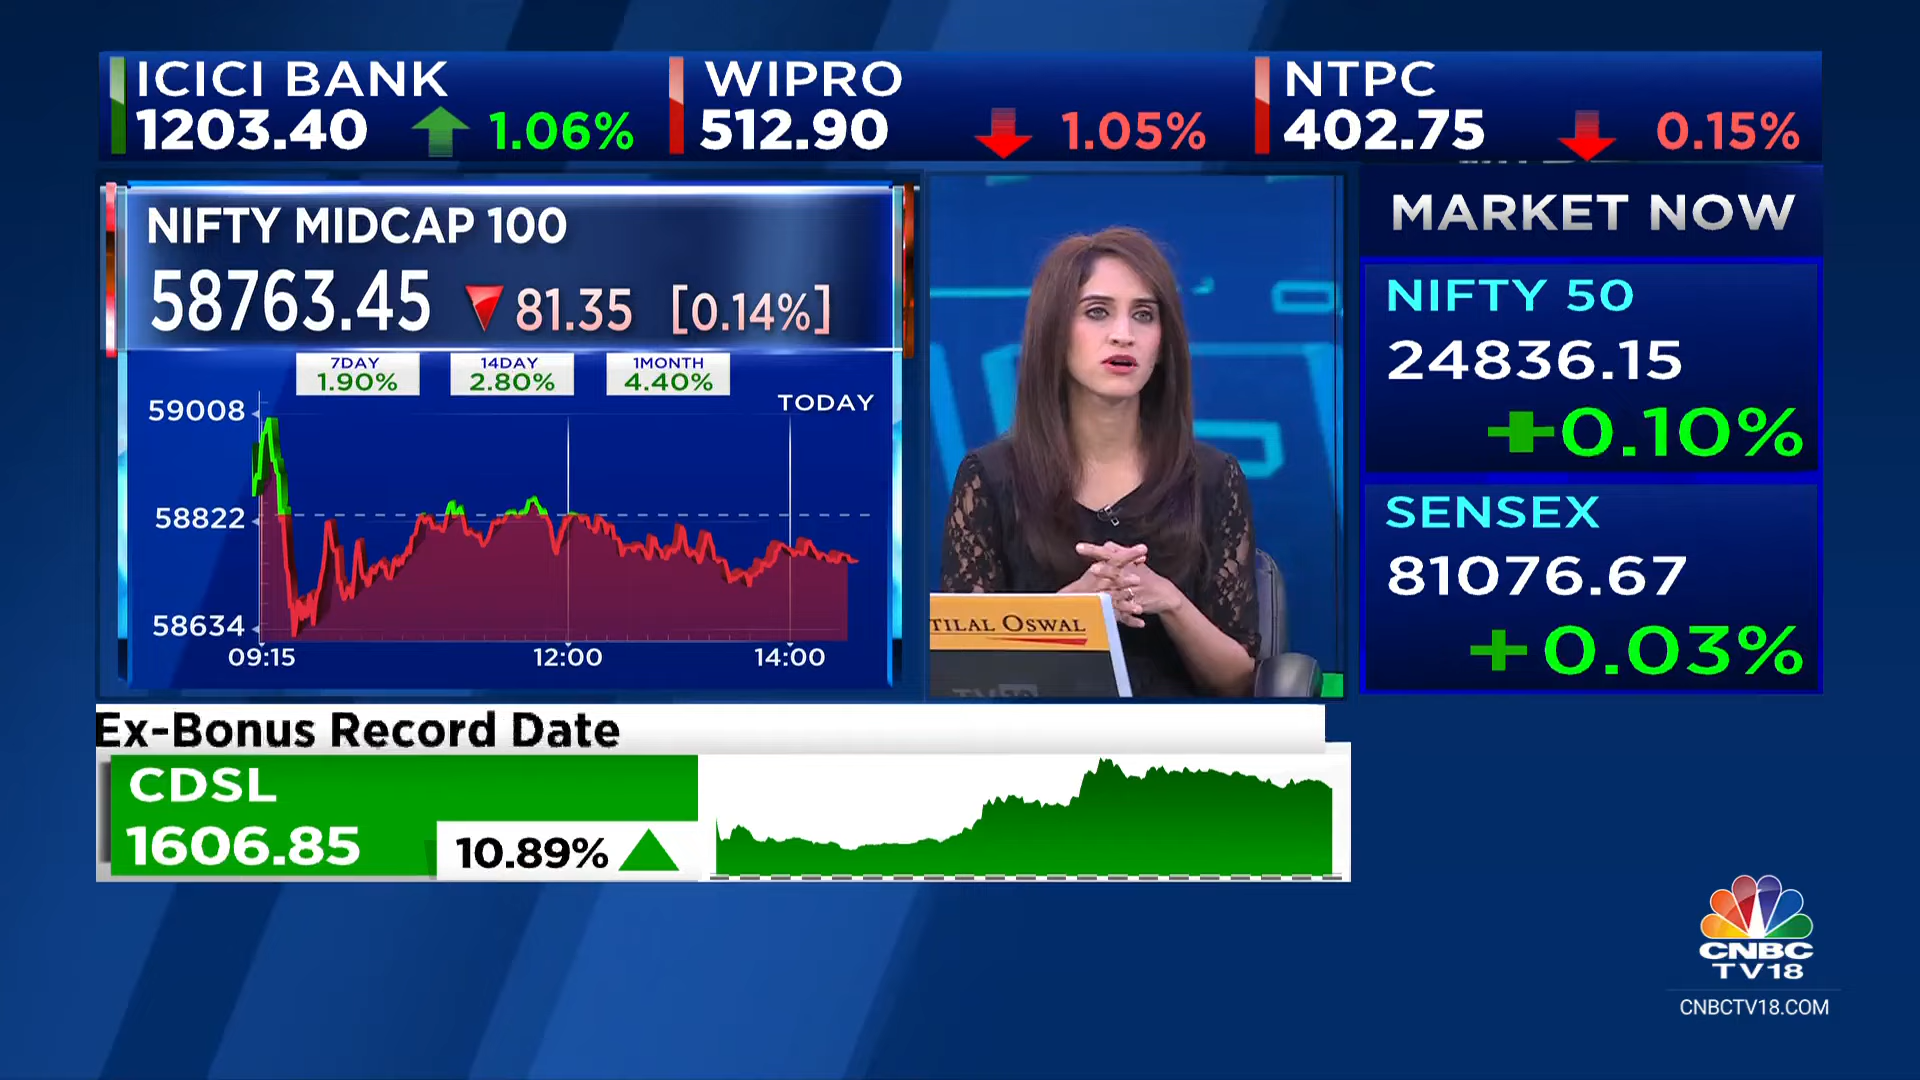 ICICI BANK
1203.40 1.06%
WIPRO
512.90 1.05%
NTPC
402.75 0.15%
NIFTY MIDCAP 100
58763.45 81.35 [0.14%]
7DAY
1.90%
14DAY
2.80%
1MONTH
4.40%
TODAY
59008
58822
58634
09:15 12:00 14:00
TILAL OSWAL
TV18
MARKET NOW
NIFTY 50
24836.15
+0.10%
SENSEX
81076.67
+0.03%
Ex-Bonus Record Date
CDSL
1606.85 10.89%
CNBC
TV18
CNBCTV18.COM